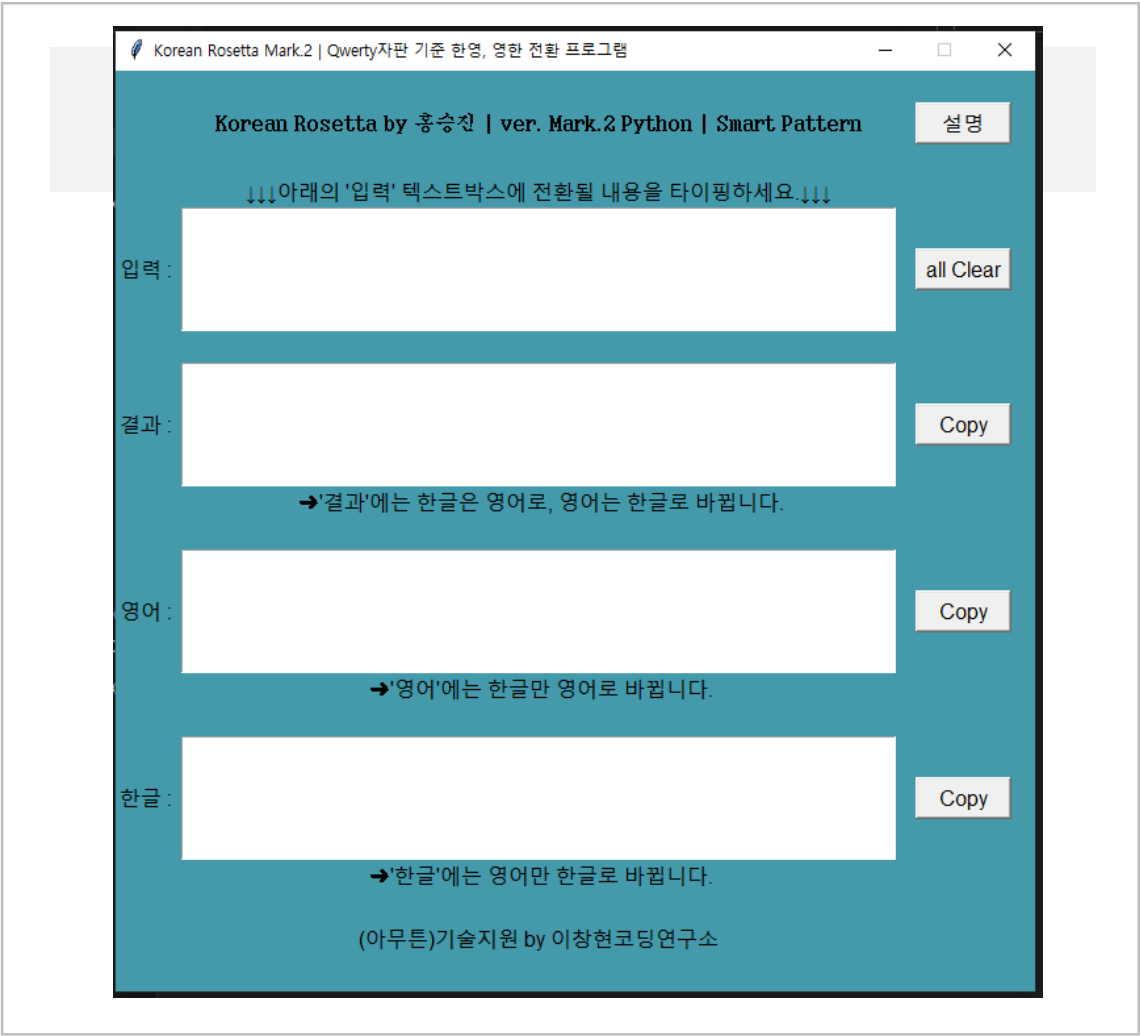 Korean Rosetta Mark.2 | Qwerty자판 기준 한영, 영한 전환 프로그램
Korean Rosetta by 홍승진 | ver. Mark.2 Python | Smart Pattern
설명
↓↓↓아래의 '입력' 텍스트박스에 전환될 내용을 타이핑하세요.↓↓↓
입력 :
all Clear
결과 :
Copy
➜'결과'에는 한글은 영어로, 영어는 한글로 바뀝니다.
영어 :
Copy
➜'영어'에는 한글만 영어로 바뀝니다.
한글 :
Copy
➜'한글'에는 영어만 한글로 바뀝니다.
(아무튼)기술지원 by 이창현코딩연구소